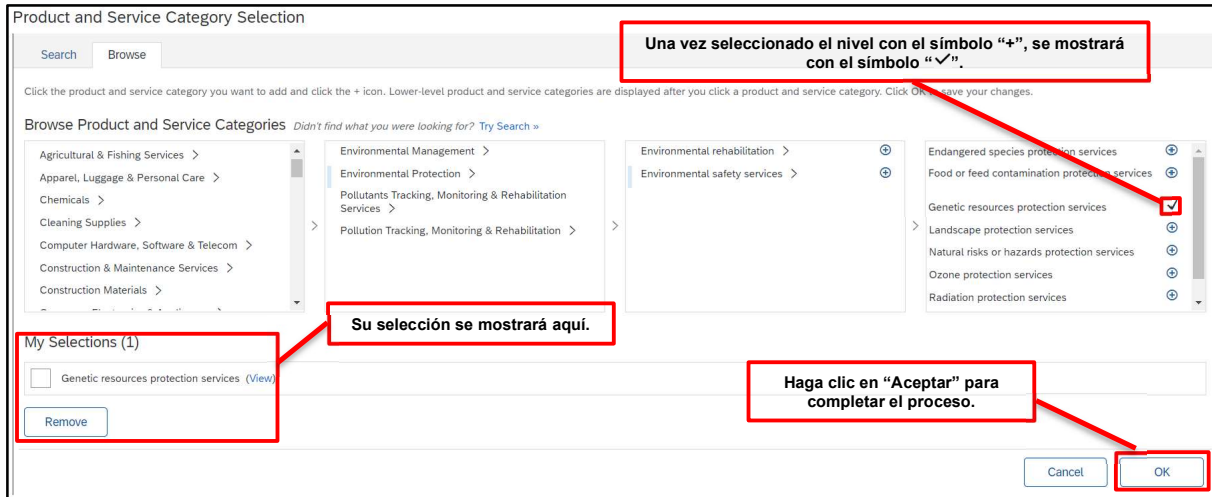 Product and Service Category Selection
Una vez seleccionado el nivel con el símbolo “+”, se mostrará
con el símbolo “✓”.
Search Browse
Click the product and service category you want to add and click the + icon. Lower-level product and service categories are displayed after you click a product and service category. Click OK to save your changes.
Browse Product and Service Categories Didn't find what you were looking for? Try Search »
Agricultural & Fishing Services >
Apparel, Luggage & Personal Care >
Chemicals >
Cleaning Supplies >
Computer Hardware, Software & Telecom >
Construction & Maintenance Services >
Construction Materials >
Environmental Management >
Environmental Protection >
Pollutants Tracking, Monitoring & Rehabilitation
Services >
Pollution Tracking, Monitoring & Rehabilitation >
Environmental rehabilitation >
Environmental safety services >
Endangered species protection services
Food or feed contamination protection services
Genetic resources protection services
Landscape protection services
Natural risks or hazards protection services
Ozone protection services
Radiation protection services
Su selección se mostrará aquí.
My Selections (1)
Genetic resources protection services (View)
Haga clic en “Aceptar” para
completar el proceso.
Remove
Cancel OK